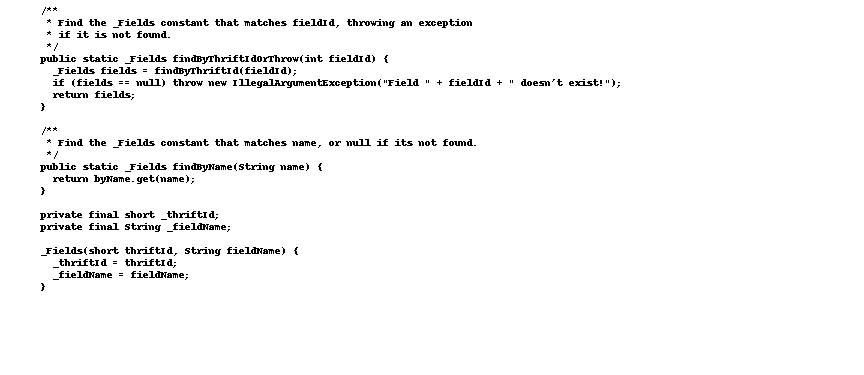 /**
 * Find the _Fields constant that matches fieldId, throwing an exception
 * if it is not found.
 */
public static _Fields findByThriftIdOrThrow(int fieldId) {
  _Fields fields = findByThriftId(fieldId);
  if (fields == null) throw new IllegalArgumentException("Field " + fieldId + " doesn't exist!");
  return fields;
}

/**
 * Find the _Fields constant that matches name, or null if its not found.
 */
public static _Fields findByName(String name) {
  return byName.get(name);
}

private final short _thriftId;
private final String _fieldName;

_Fields(short thriftId, String fieldName) {
  _thriftId = thriftId;
  _fieldName = fieldName;
}